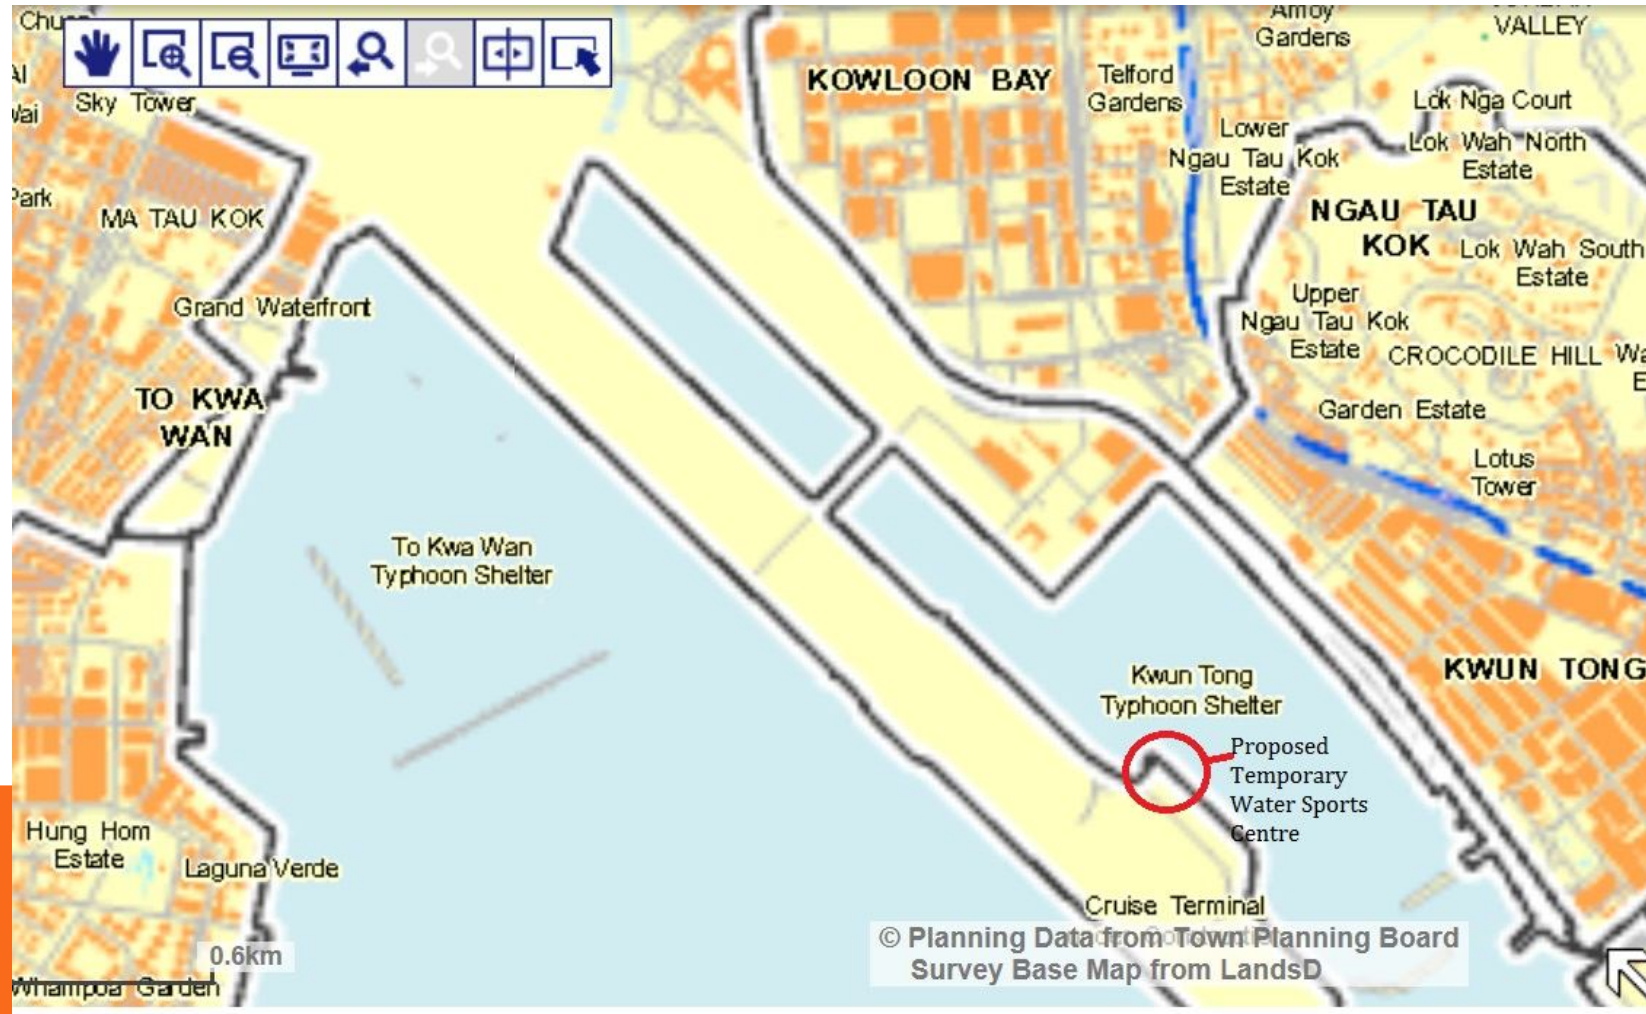 Sky Tower
Park
MA TAU KOK
Grand Waterfront
TO KWA
WAN
KOWLOON BAY
Telford
Gardens
Amoy
Gardens
VALLEY
Lok Nga Court
Lower
Ngau Tau Kok
Estate
Lok Wah North
Estate
NGAU TAU
KOK
Lok Wah South
Estate
Upper
Ngau Tau Kok
Estate
CROCODILE HILL
Garden Estate
Lotus
Tower
To Kwa Wan
Typhoon Shelter
KWUN TONG
Kwun Tong
Typhoon Shelter
Proposed
Temporary
Water Sports
Centre
Hung Hom
Estate
Laguna Verde
Cruise Terminal
© Planning Data from Town Planning Board
Survey Base Map from LandsD
0.6km
Whampoa Garden